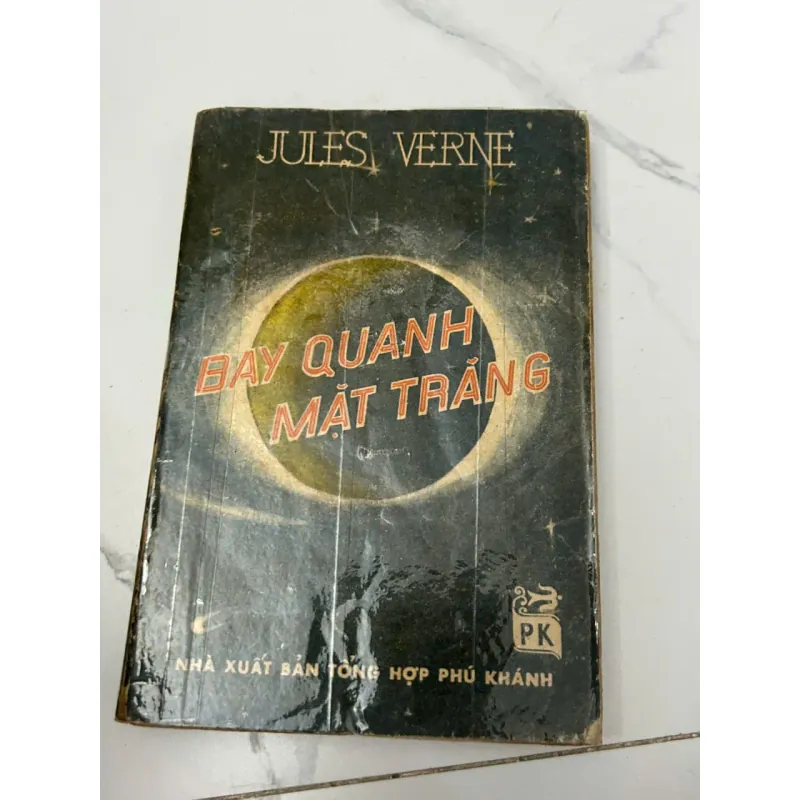 JULES VERNE
BAY QUANH
MẶT TRĂNG
PK
NHÀ XUẤT BẢN TỔNG HỢP PHÚ KHÁNH